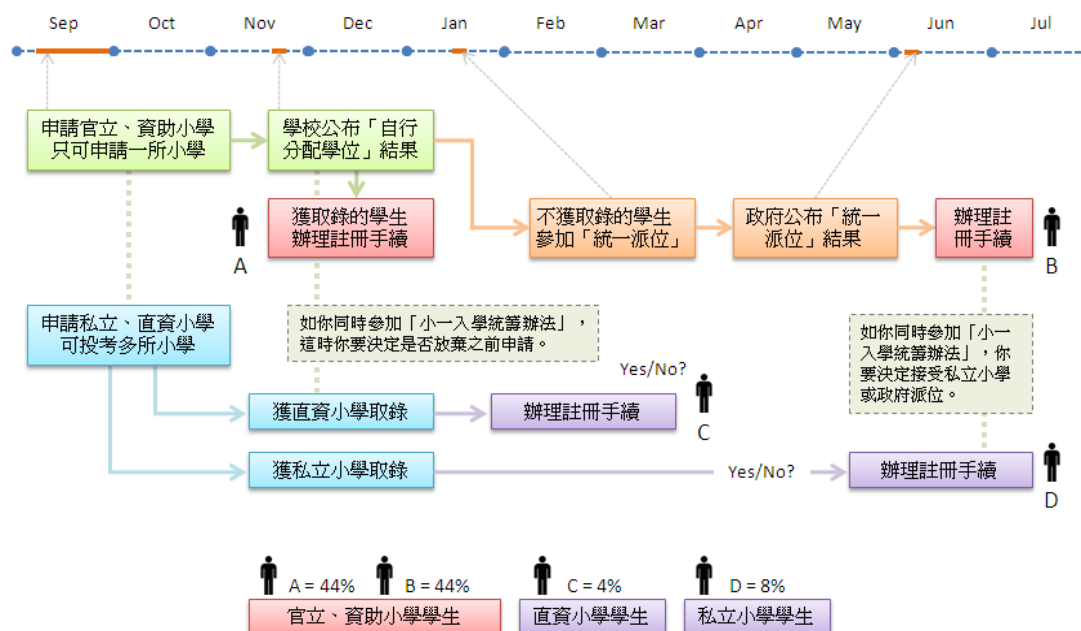 Sep Oct Nov Dec Jan Feb Mar Apr May Jun Jul
申請官立、資助小學
只可申請一所小學
學校公布「自行
分配學位」結果
獲取錄的學生
辦理註冊手續
A
不獲取錄的學生
參加「統一派位」
政府公布「統一
派位」結果
辦理註
冊手續
B
申請私立、直資小學
可投考多所小學
如你同時參加「小一入學統籌辦法」，
這時你要決定是否放棄之前申請。
如你同時參加「小一
入學統籌辦法」，你
要決定接受私立小學
或政府派位。
Yes/No?
獲直資小學取錄
辦理註冊手續
C
獲私立小學取錄
Yes/No?
辦理註冊手續
D
A = 44%
B = 44%
C = 4%
D = 8%
官立、資助小學學生
直資小學學生
私立小學學生